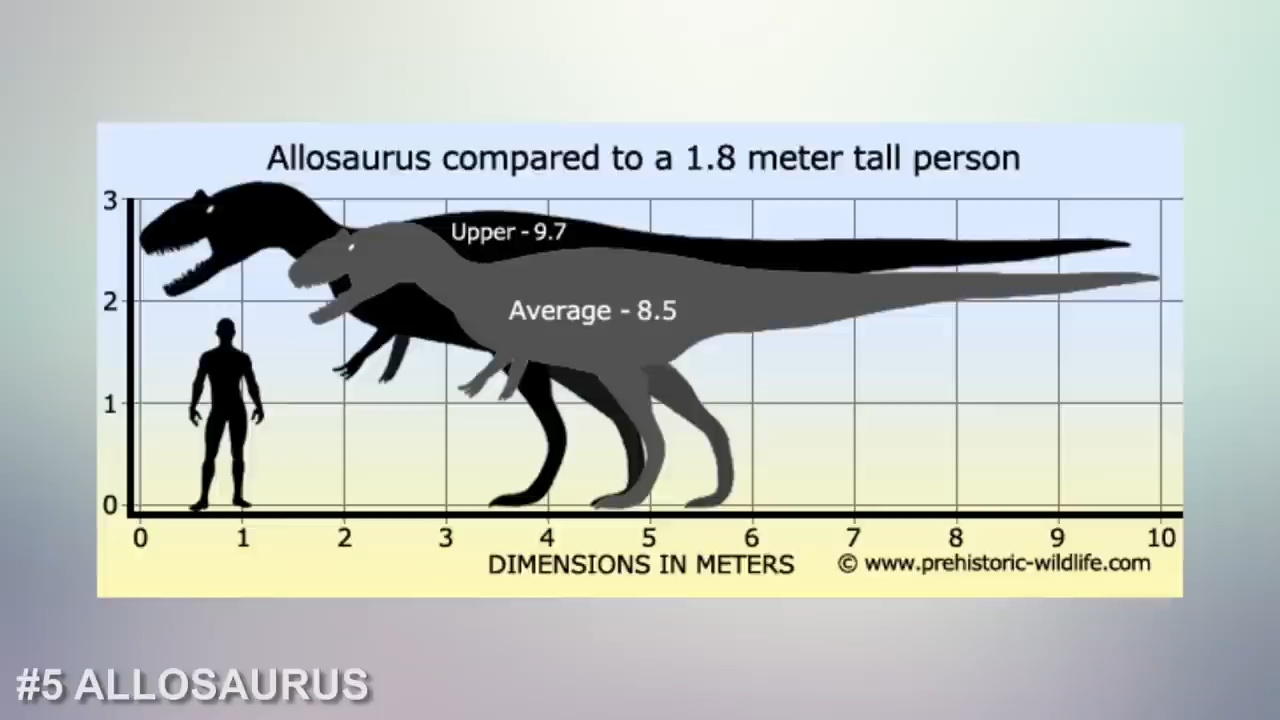 Allosaurus compared to a 1.8 meter tall person
3
Upper - 9.7
2
Average - 8.5
1
0
0 1 2 3 4 5 6 7 8 9 10
DIMENSIONS IN METERS © www.prehistoric-wildlife.com
#5 ALLOSAURUS